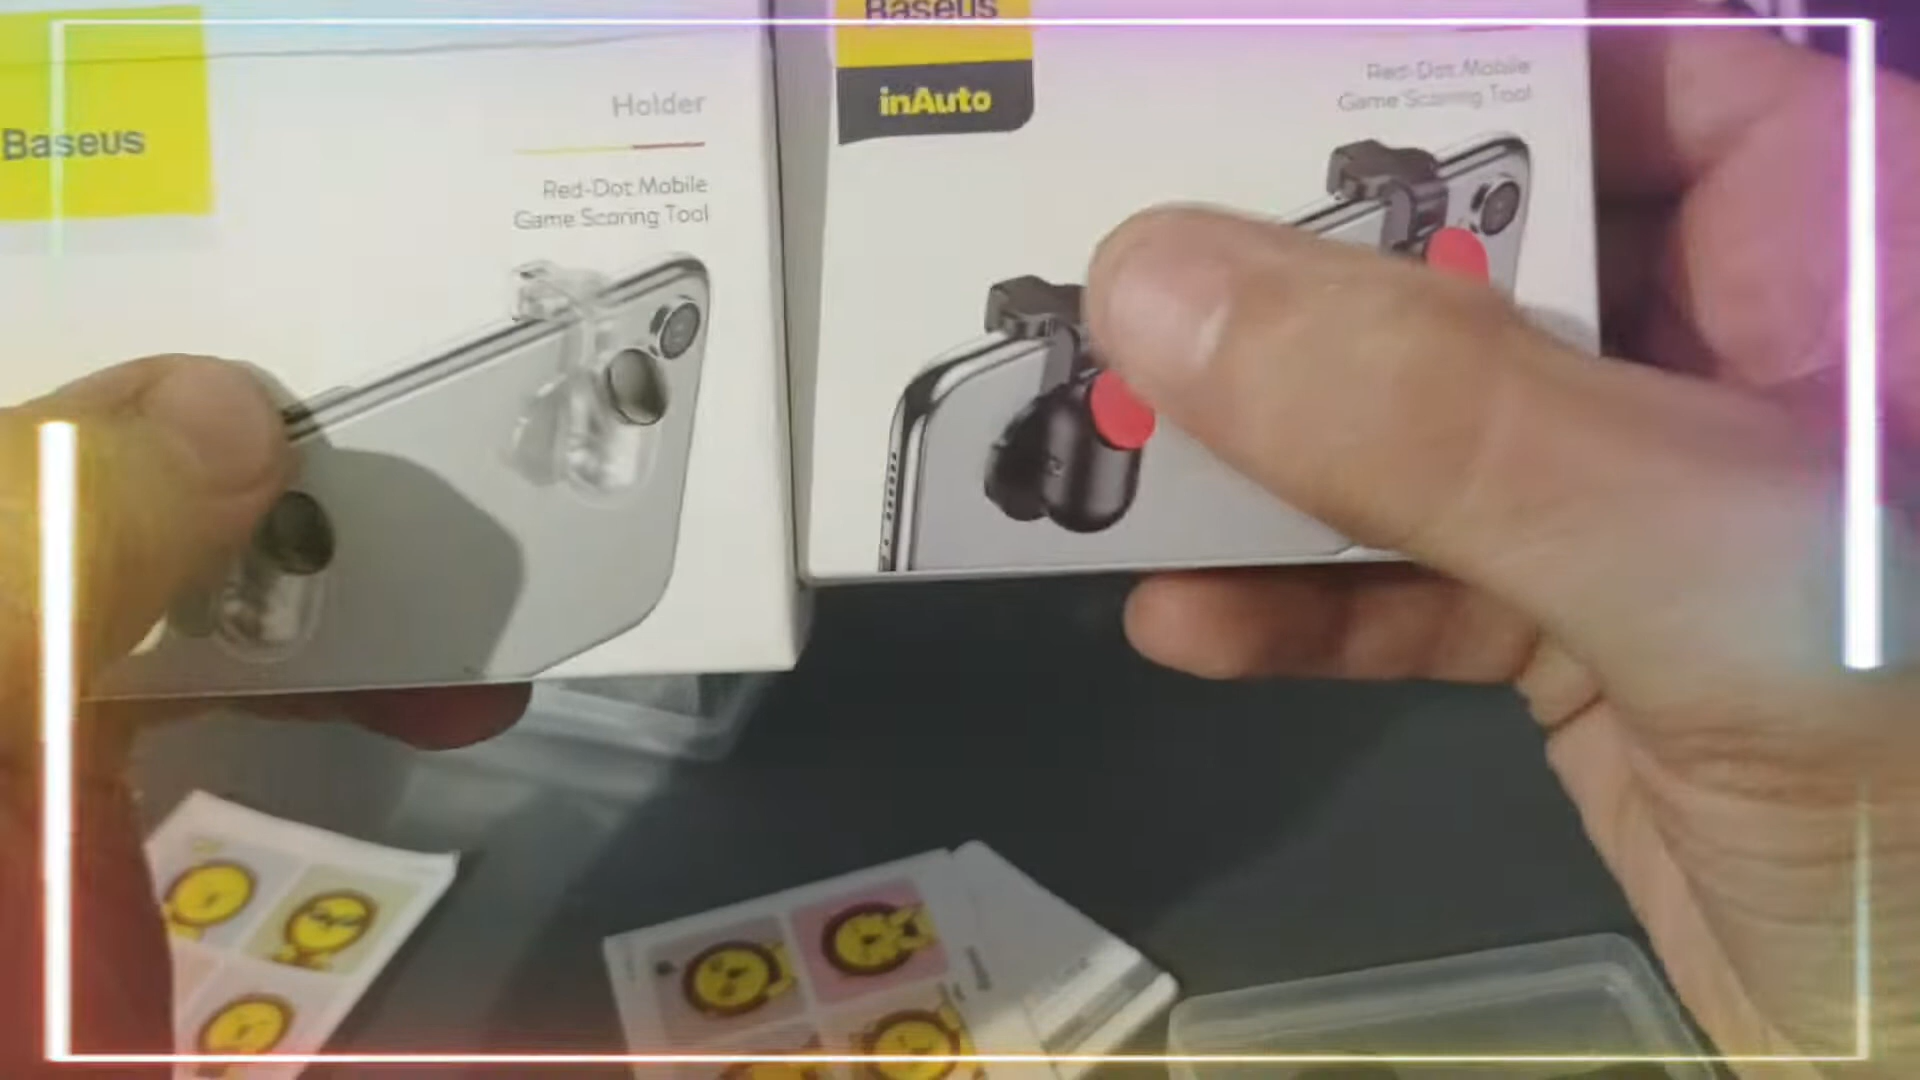 Baseus
Holder
Red-Dot Mobile
Game Scoring Tool
Baseus
inAuto
Red-Dot Mobile
Game Scoring Tool